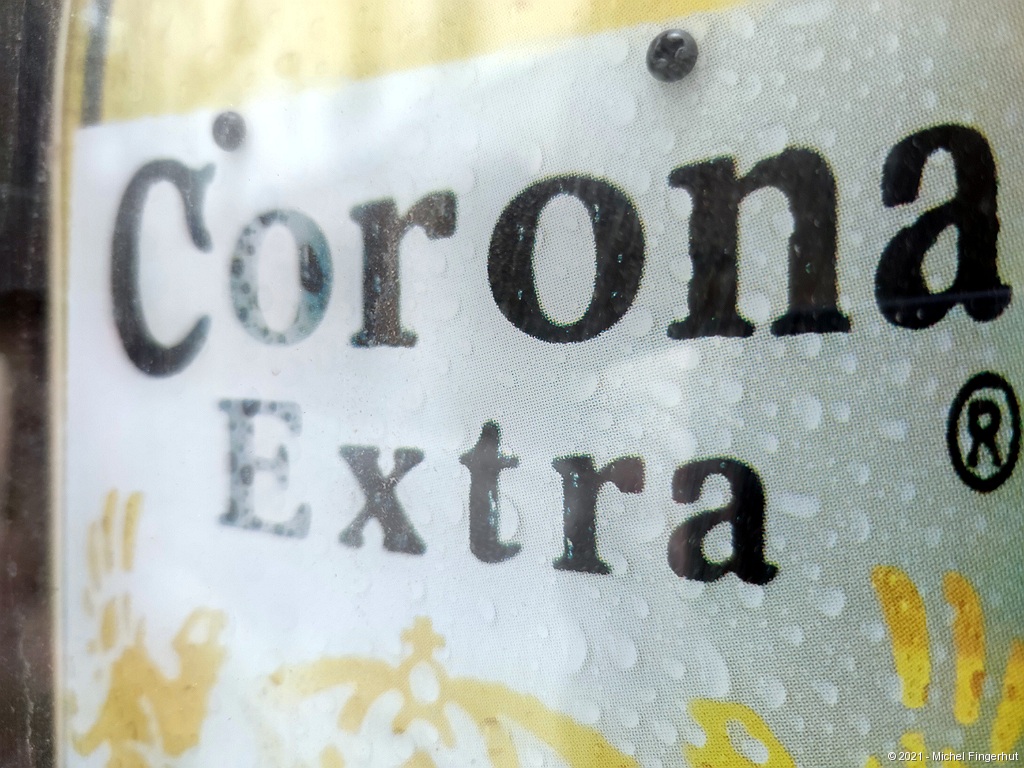 Corona
Extra
®
© 2021 - Michel Fingerhut